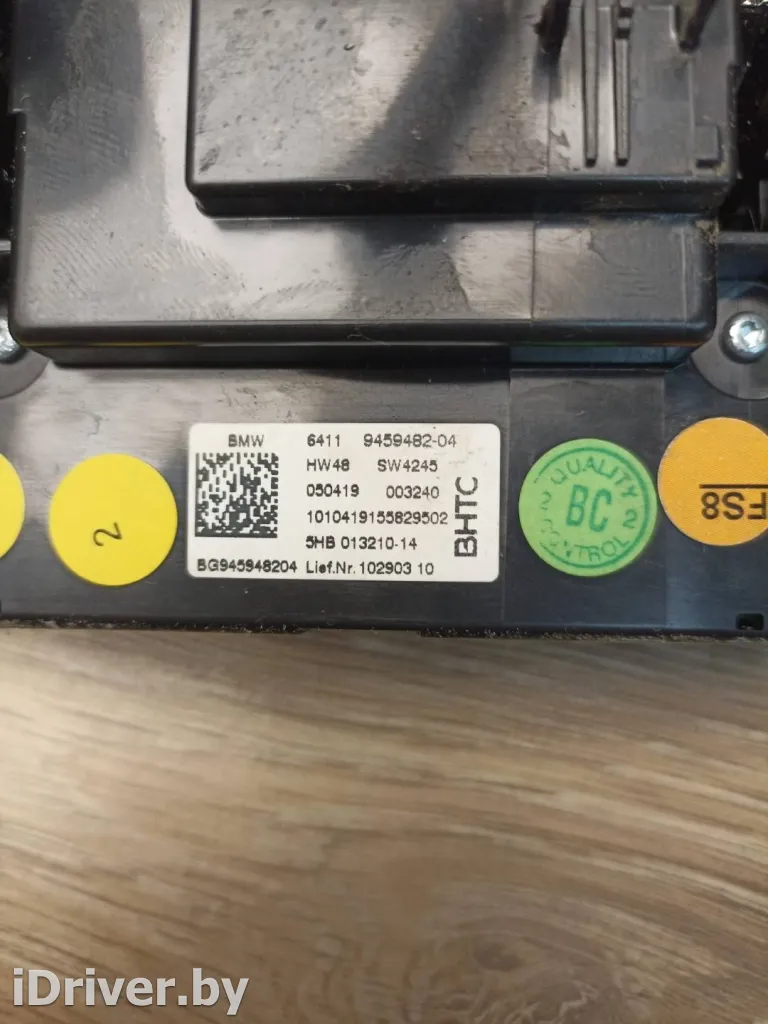 BMW 6411 9459482-04
HW48 SW4245
050419 003240
1010419155829502
5HB 013210-14
BG945948204 Lief.Nr. 102903 10
BHTC
2
QUALITY
BC
2
CONTROL
FS8
iDriver.by